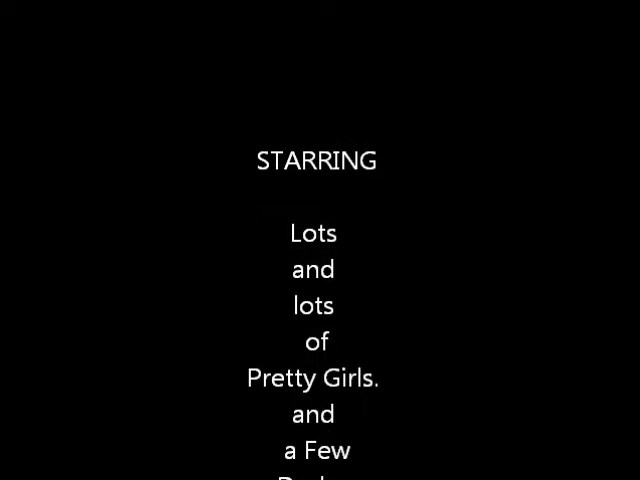 STARRING
Lots
and
lots
of
Pretty Girls.
and
a Few